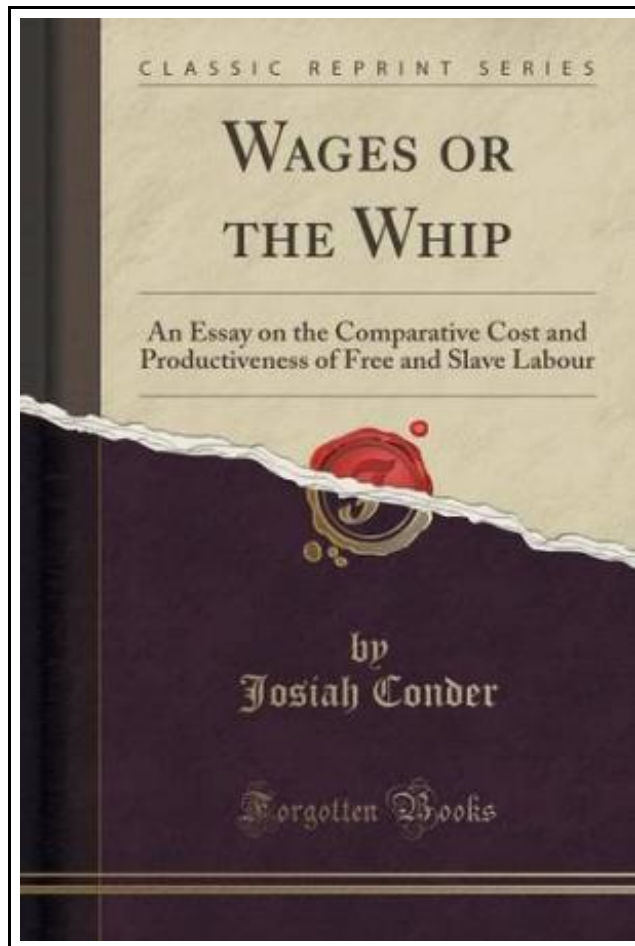 CLASSIC REPRINT SERIES
WAGES OR
THE WHIP
An Essay on the Comparative Cost and
Productiveness of Free and Slave Labour
F
by
Josiah Conder
Forgotten Books